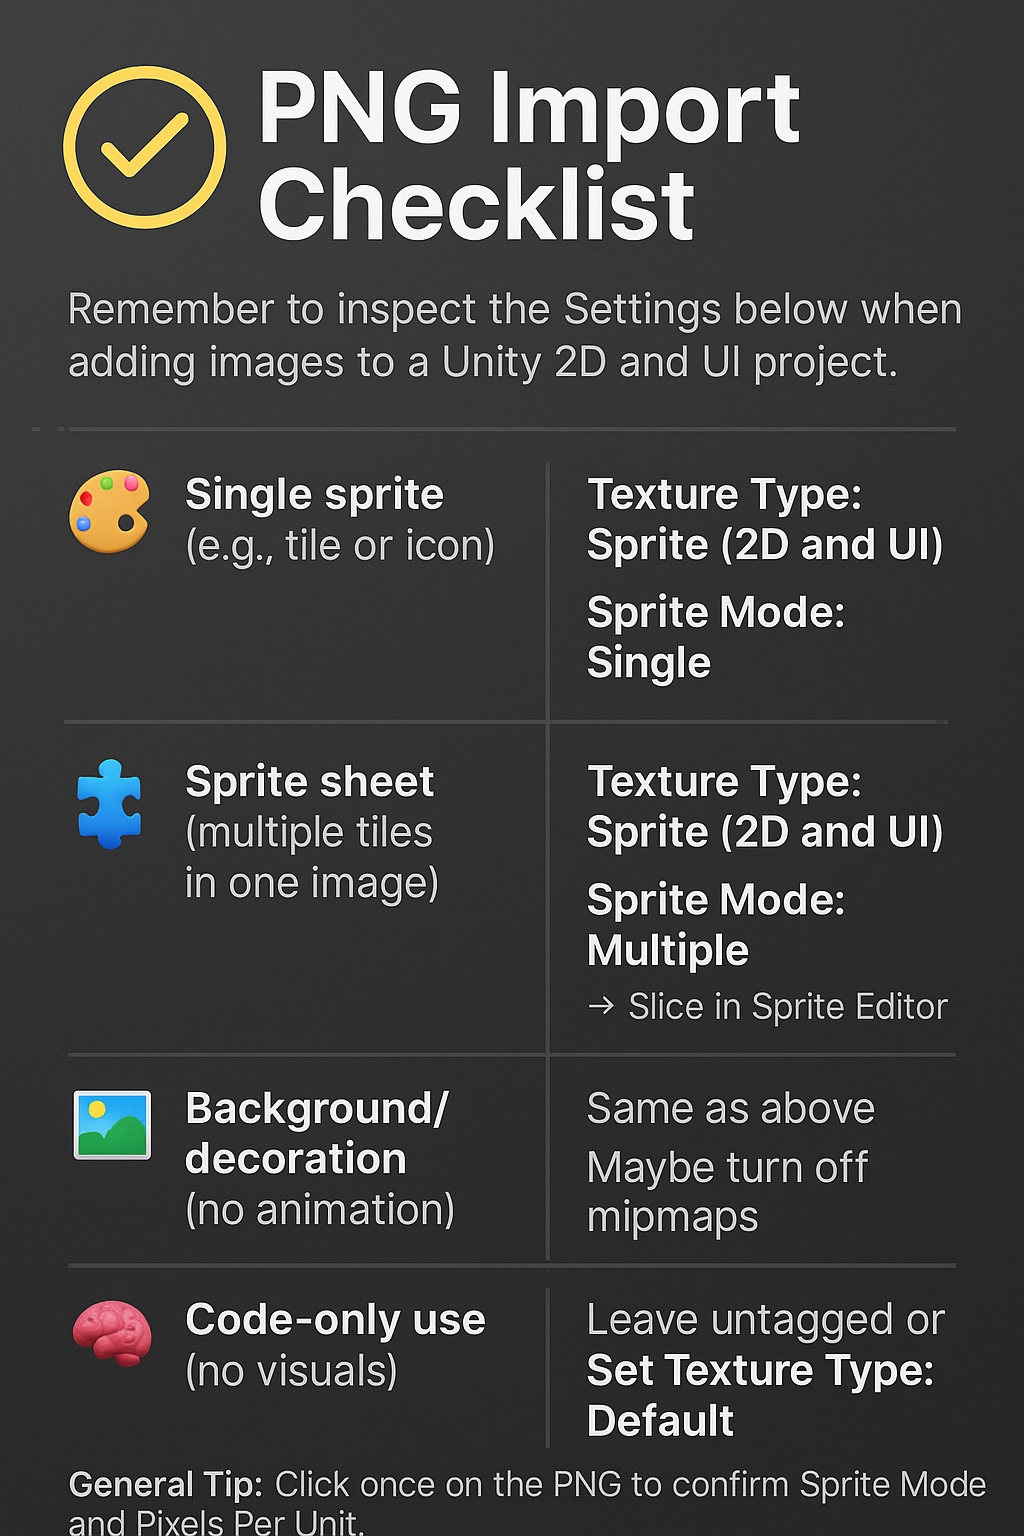 PNG Import
Checklist
Remember to inspect the Settings below when
adding images to a Unity 2D and UI project.
Single sprite
(e.g., tile or icon)
Texture Type:
Sprite (2D and UI)
Sprite Mode:
Single
Sprite sheet
(multiple tiles
in one image)
Texture Type:
Sprite (2D and UI)
Sprite Mode:
Multiple
→ Slice in Sprite Editor
Background/
decoration
(no animation)
Same as above
Maybe turn off
mipmaps
Code-only use
(no visuals)
Leave untagged or
Set Texture Type:
Default
General Tip: Click once on the PNG to confirm Sprite Mode
and Pixels Per Unit.